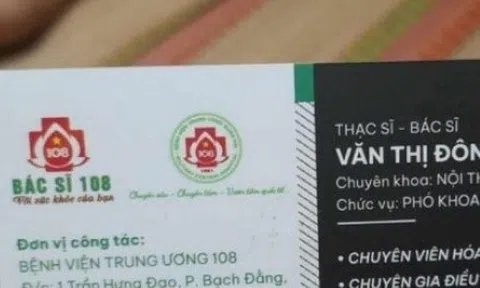 108
BÁC SĨ 108
Vì sức khỏe của bạn
108
Chuyên sâu - Chuyên tâm - Vươn tầm quốc tế
Đơn vị công tác:
BỆNH VIỆN TRUNG ƯƠNG 108
Đ/c: 1 Trần Hưng Đạo, P. Bạch Đằng,
THẠC SĨ - BÁC SĨ
VĂN THỊ ĐÔN
Chuyên khoa: NỘI TH
Chức vụ: PHÓ KHOA
• CHUYÊN VIÊN HÓA
• CHUYÊN GIA ĐIỀU